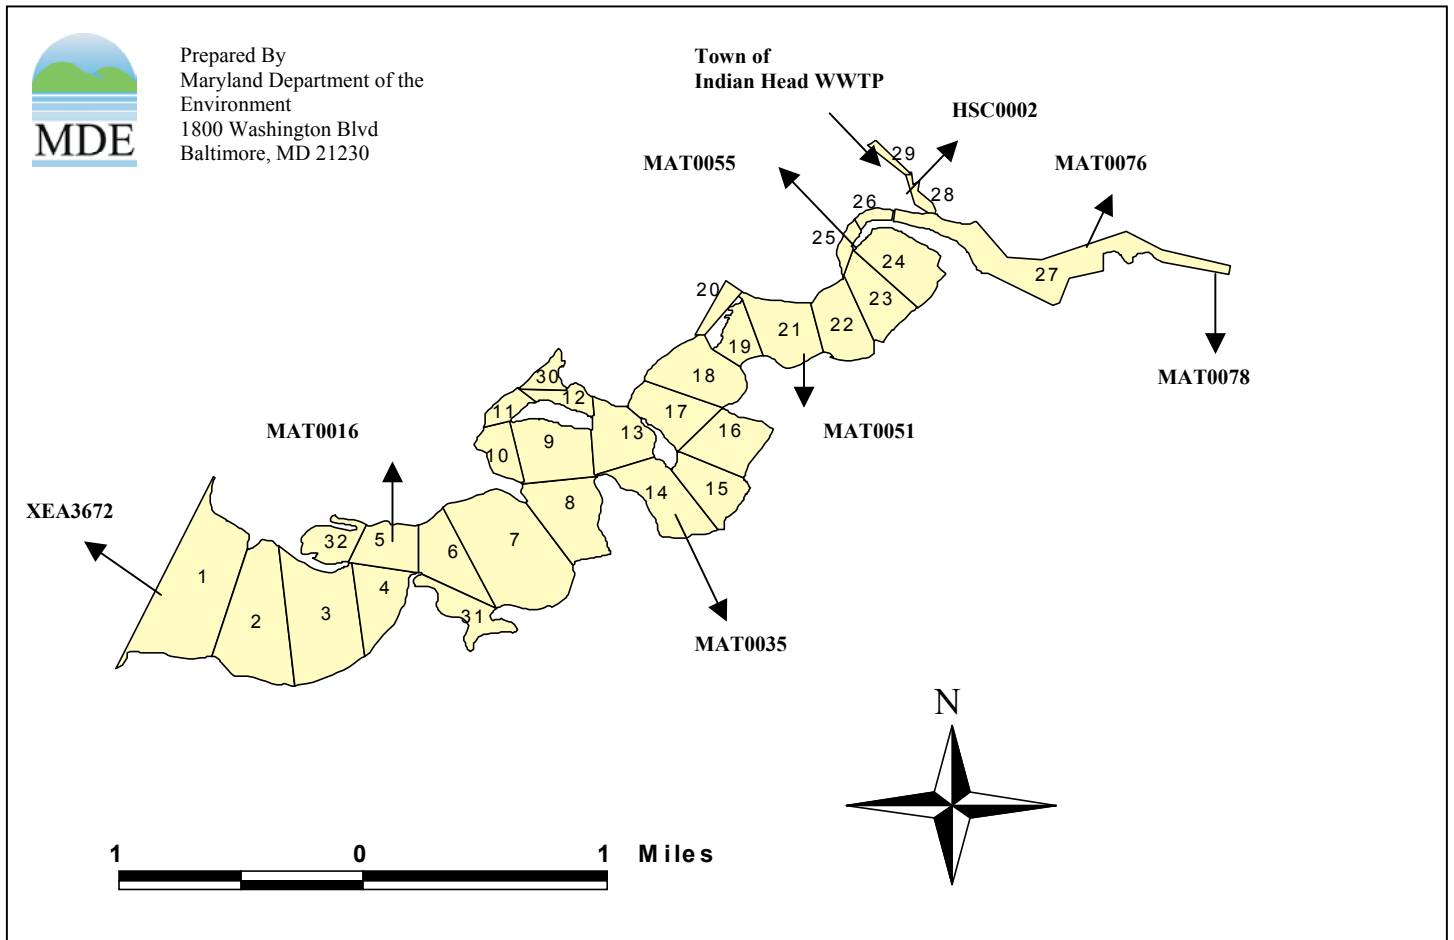 MDE
Prepared By
Maryland Department of the
Environment
1800 Washington Blvd
Baltimore, MD 21230
Town of
Indian Head WWTP
HSC0002
MAT0055
MAT0076
29
28
26
25
24
27
23
20
21
22
19
MAT0078
18
30
12
11
17
MAT0016
13
16
MAT0051
9
10
14
15
8
XEA3672
32
5
6
7
1
4
3
2
31
MAT0035
N
1 0 1 Miles